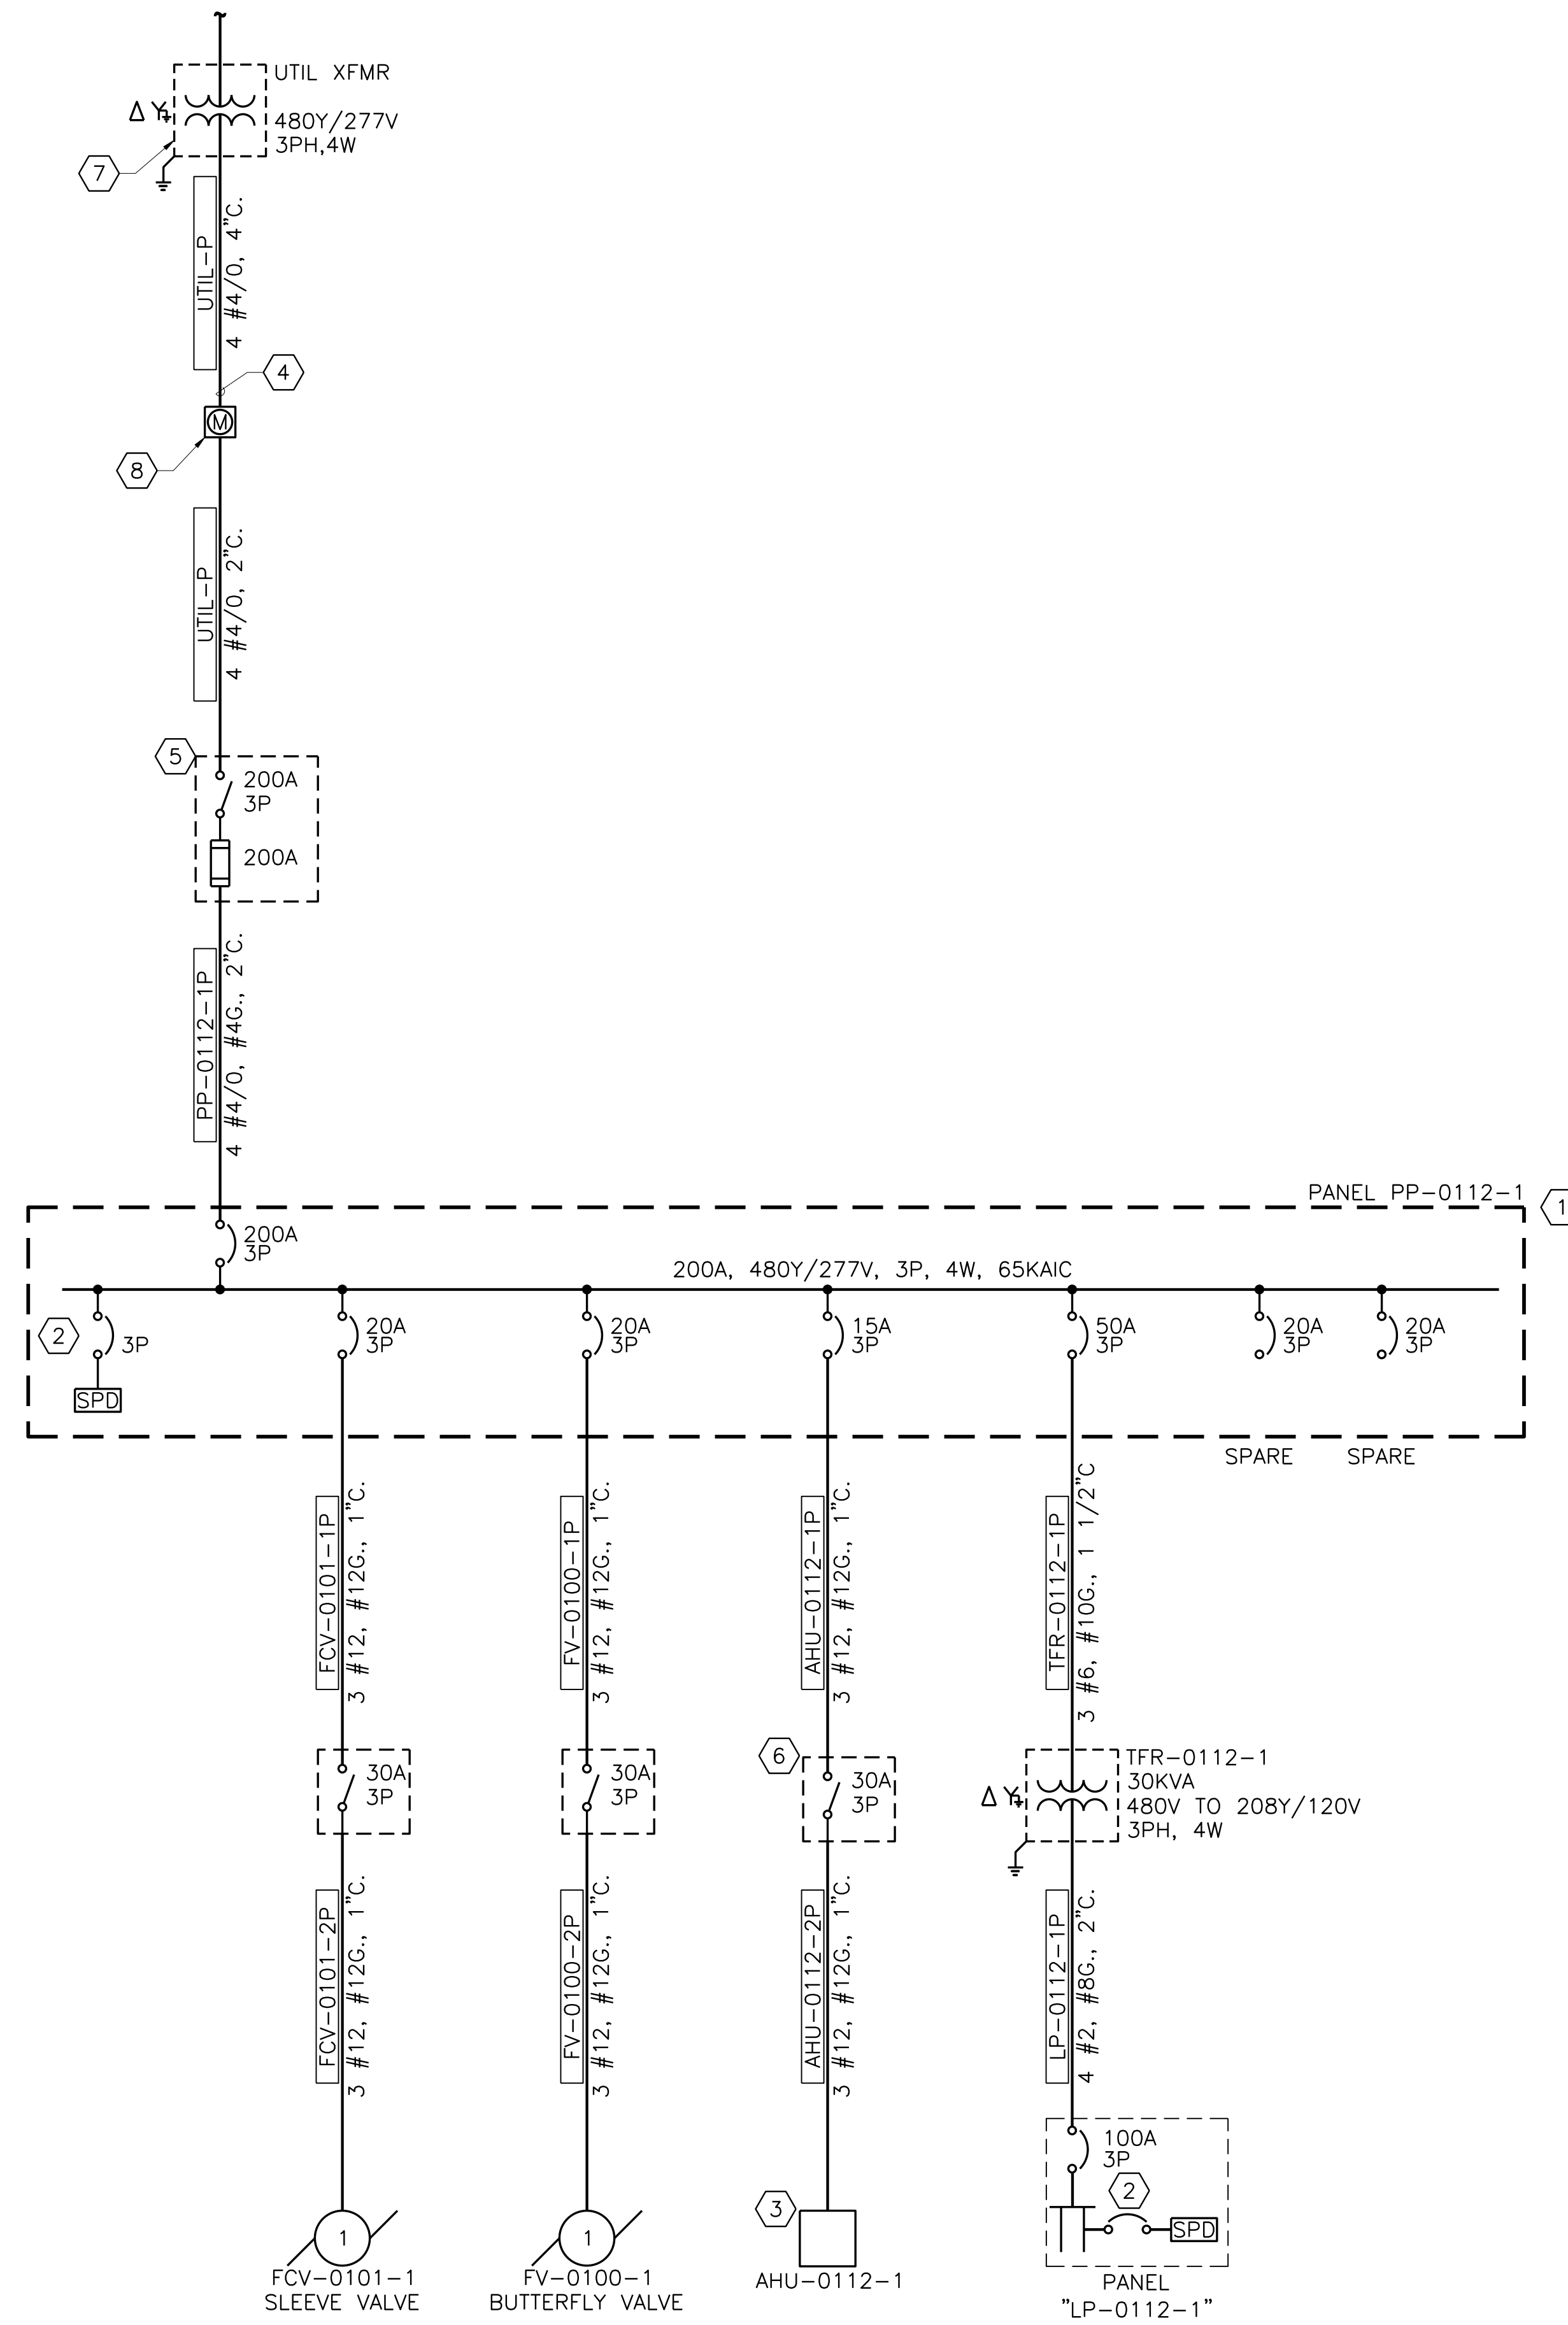 UTIL XFMR
Δ Y
480Y/277V
3PH,4W
7
UTIL-P
4 #4/0, 4"C.
4
M
8
UTIL-P
4 #4/0, 2"C.
5
200A
3P
200A
PP-0112-1P
4 #4/0, #4G., 2"C.
PANEL PP-0112-1
1
200A
3P
200A, 480Y/277V, 3P, 4W, 65KAIC
2
3P
SPD
20A
3P
20A
3P
15A
3P
50A
3P
20A
3P
20A
3P
SPARE
SPARE
FCV-0101-1P
3 #12, #12G., 1"C.
FV-0100-1P
3 #12, #12G., 1"C.
AHU-0112-1P
3 #12, #12G., 1"C.
TFR-0112-1P
3 #6, #10G., 1 1/2"C
30A
3P
30A
3P
6
30A
3P
Δ Y
TFR-0112-1
30KVA
480V TO 208Y/120V
3PH, 4W
FCV-0101-2P
3 #12, #12G., 1"C.
FV-0100-2P
3 #12, #12G., 1"C.
AHU-0112-2P
3 #12, #12G., 1"C.
LP-0112-1P
4 #2, #8G., 2"C.
100A
3P
2
SPD
1
FCV-0101-1
SLEEVE VALVE
1
FV-0100-1
BUTTERFLY VALVE
3
AHU-0112-1
PANEL
"LP-0112-1"